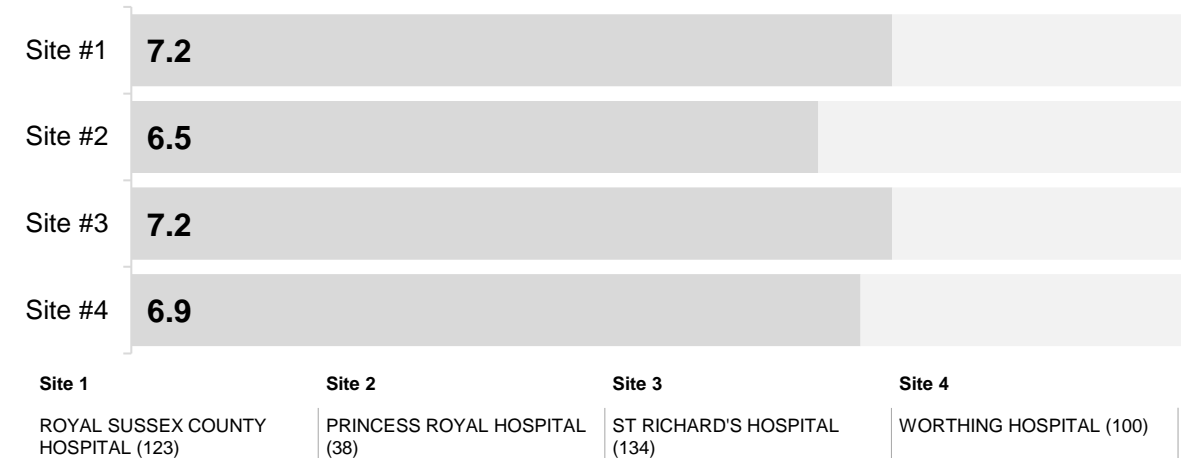 Site #1 7.2
Site #2 6.5
Site #3 7.2
Site #4 6.9
Site 1 Site 2 Site 3 Site 4
ROYAL SUSSEX COUNTY HOSPITAL (123)
PRINCESS ROYAL HOSPITAL (38)
ST RICHARD'S HOSPITAL (134)
WORTHING HOSPITAL (100)